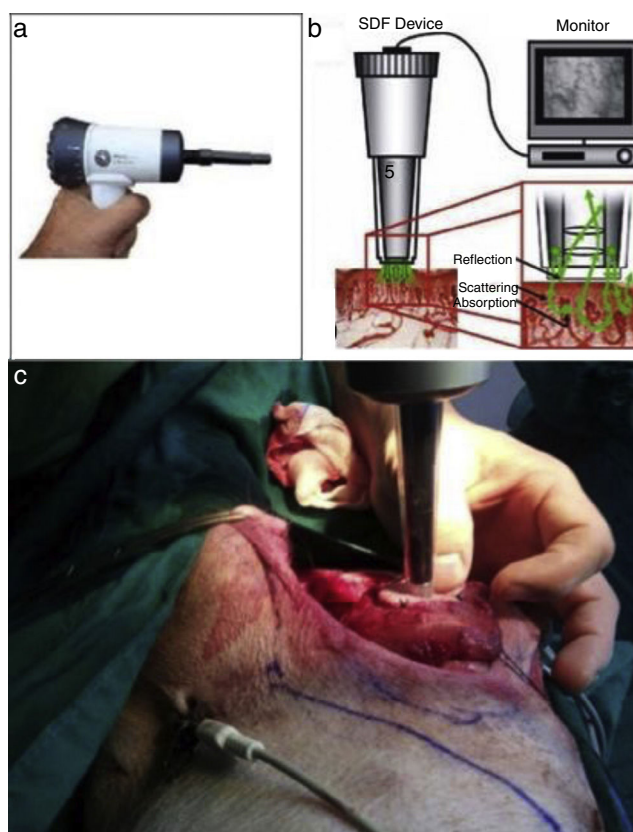 a
b
SDF Device
Monitor
5
Reflection
Scattering
Absorption
c